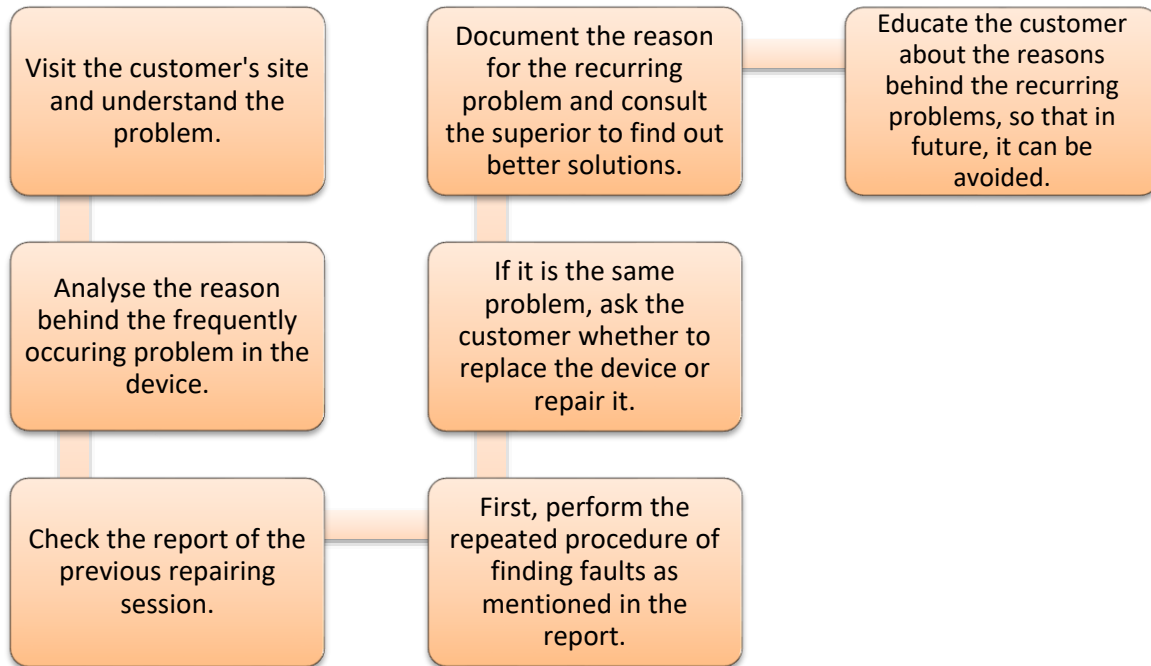 Visit the customer's site
and understand the
problem.
Analyse the reason
behind the frequently
occuring problem in the
device.
Check the report of the
previous repairing
session.
First, perform the
repeated procedure of
finding faults as
mentioned in the
report.
If it is the same
problem, ask the
customer whether to
replace the device or
repair it.
Document the reason
for the recurring
problem and consult
the superior to find out
better solutions.
Educate the customer
about the reasons
behind the recurring
problems, so that in
future, it can be
avoided.